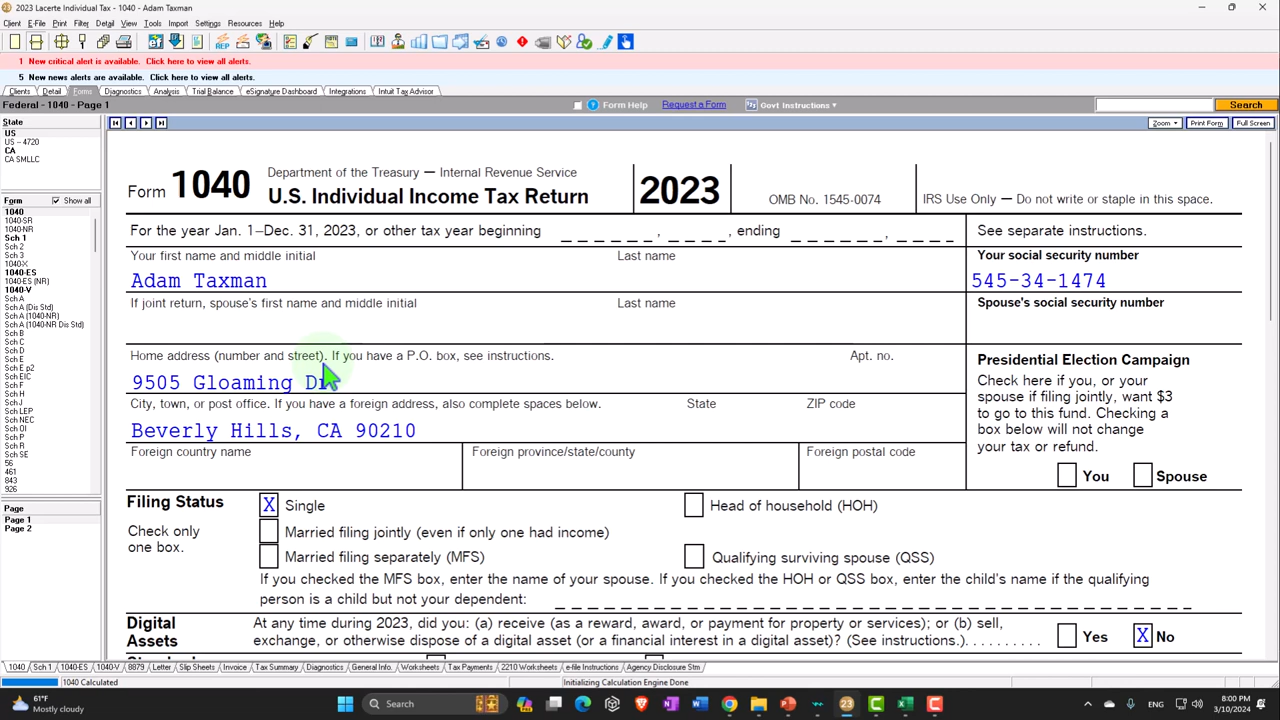 2023 Lacerte Individual Tax - 1040 - Adam Taxman
Client E-File Print Filter Detail View Tools Import Settings Resources Help
1 New critical alert is available. Click here to view all alerts.
5 New news alerts are available. Click here to view all alerts.
Clients Detail Forms Diagnostics Analysis Trial Balance eSignature Dashboard Integrations Intuit Tax Advisor
Federal - 1040 - Page 1
Form Help Request a Form Govt Instructions Search
State
US
US – 4720
CA
CA SMLLC
Zoom Print Form Full Screen
Form Show all
1040
1040-SR
1040-NR
Sch 1
Sch 2
Sch 3
1040-X
1040-ES
1040-ES (NR)
1040-V
Sch A
Sch A (Dis Std)
Sch A (1040-NR)
Sch A (1040-NR Dis Std)
Sch B
Sch C
Sch D
Sch E
Sch E p2
Sch EIC
Sch F
Sch H
Sch J
Sch LEP
Sch NEC
Sch OI
Sch P
Sch R
Sch SE
56
461
843
926
Page
Page 1
Page 2
Form 1040
Department of the Treasury — Internal Revenue Service
U.S. Individual Income Tax Return
2023
OMB No. 1545-0074
IRS Use Only — Do not write or staple in this space.
For the year Jan. 1–Dec. 31, 2023, or other tax year beginning , , ending ,
See separate instructions.
Your first name and middle initial Last name Your social security number
Adam Taxman 545-34-1474
If joint return, spouse's first name and middle initial Last name Spouse's social security number
Home address (number and street). If you have a P.O. box, see instructions. Apt. no.
9505 Gloaming Dr
City, town, or post office. If you have a foreign address, also complete spaces below. State ZIP code
Beverly Hills, CA 90210
Foreign country name Foreign province/state/county Foreign postal code
Presidential Election Campaign
Check here if you, or your
spouse if filing jointly, want $3
to go to this fund. Checking a
box below will not change
your tax or refund.
You Spouse
Filing Status
Check only
one box.
X Single
Married filing jointly (even if only one had income)
Married filing separately (MFS)
Head of household (HOH)
Qualifying surviving spouse (QSS)
If you checked the MFS box, enter the name of your spouse. If you checked the HOH or QSS box, enter the child's name if the qualifying
person is a child but not your dependent:
Digital
Assets
At any time during 2023, did you: (a) receive (as a reward, award, or payment for property or services); or (b) sell,
exchange, or otherwise dispose of a digital asset (or a financial interest in a digital asset)? (See instructions.)
Yes X No
1040 Sch 1 1040-ES 1040-V 8879 Letter Slip Sheets Invoice Tax Summary Diagnostics General Info. Worksheets Tax Payments 2210 Worksheets e-file Instructions Agency Disclosure Stm
1040 Calculated Initializing Calculation Engine Done
61°F
Mostly cloudy
Search
ENG
8:00 PM
3/10/2024